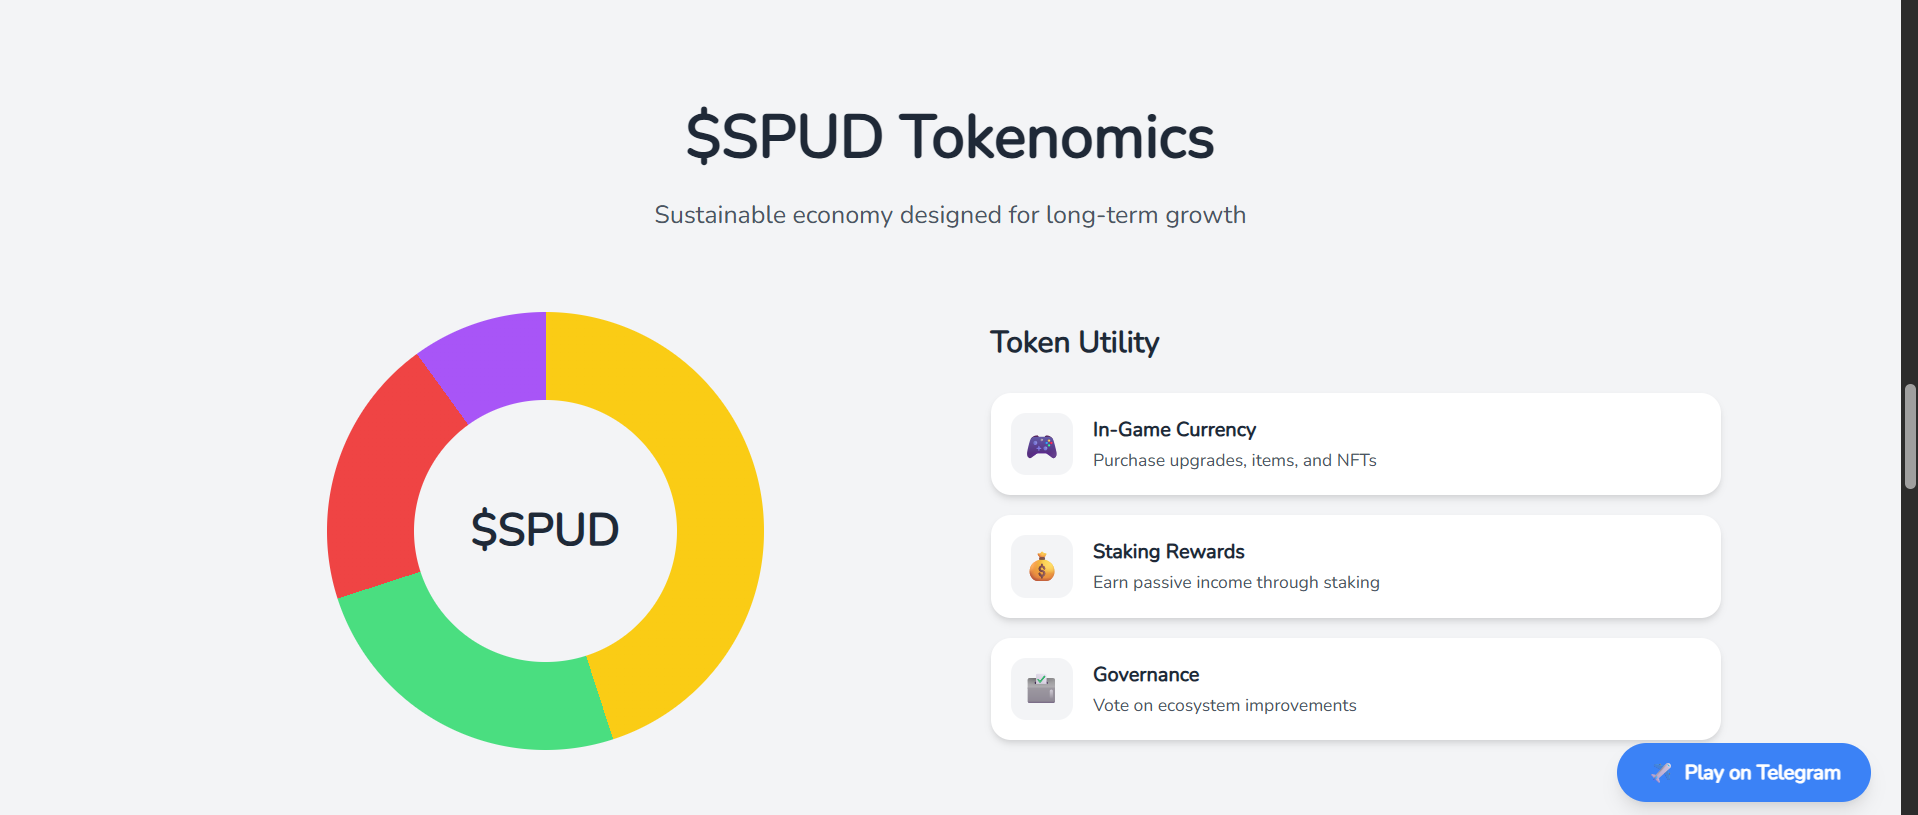 $SPUD Tokenomics
Sustainable economy designed for long-term growth
$SPUD
Token Utility
In-Game Currency
Purchase upgrades, items, and NFTs
Staking Rewards
Earn passive income through staking
Governance
Vote on ecosystem improvements
Play on Telegram